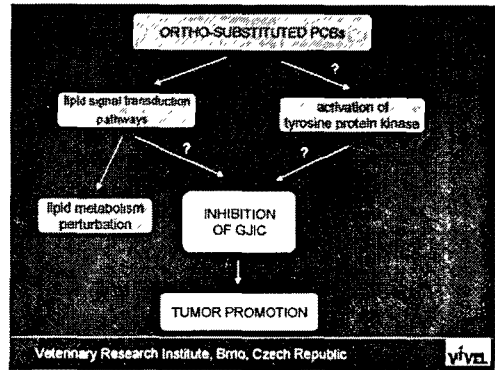 ORTHO-SUBSTITUTED PCBs
?
lipid signal transduction
pathways
activation of
tyrosine protein kinase
?
?
lipid metabolism
perturbation
INHIBITION
OF GJIC
TUMOR PROMOTION
Veterinary Research Institute, Brno, Czech Republic